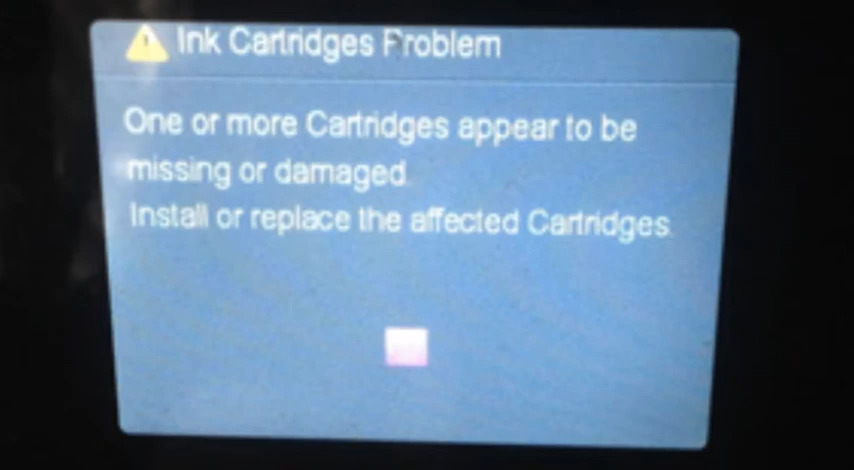 Ink Cartridges Problem
One or more Cartridges appear to be
missing or damaged.
Install or replace the affected Cartridges.